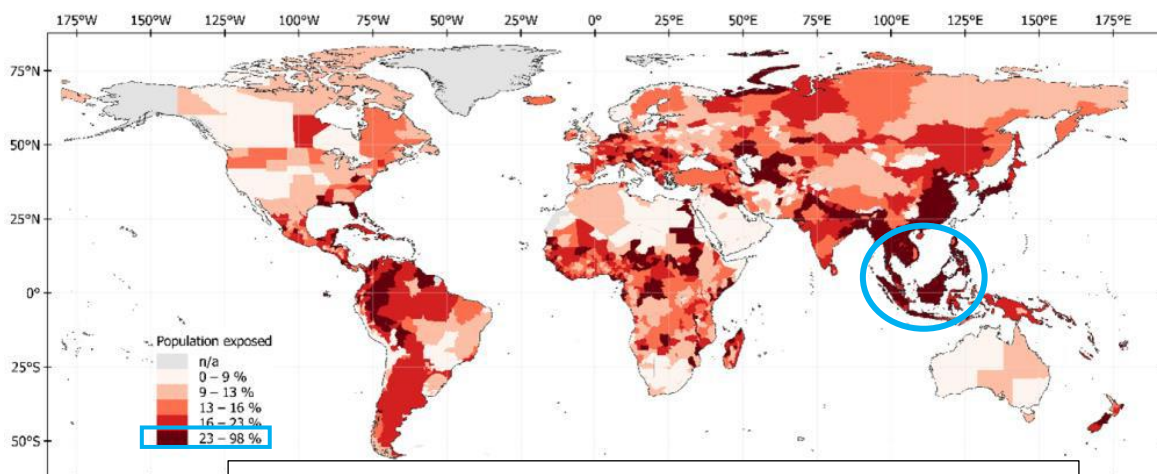 175°W 150°W 125°W 100°W 75°W 50°W 25°W 0° 25°E 50°E 75°E 100°E 125°E 150°E 175°E
75°N
50°N
25°N
0°
25°S
50°S
Population exposed
n/a
0 – 9 %
9 – 13 %
13 – 16 %
16 – 23 %
23 – 98 %